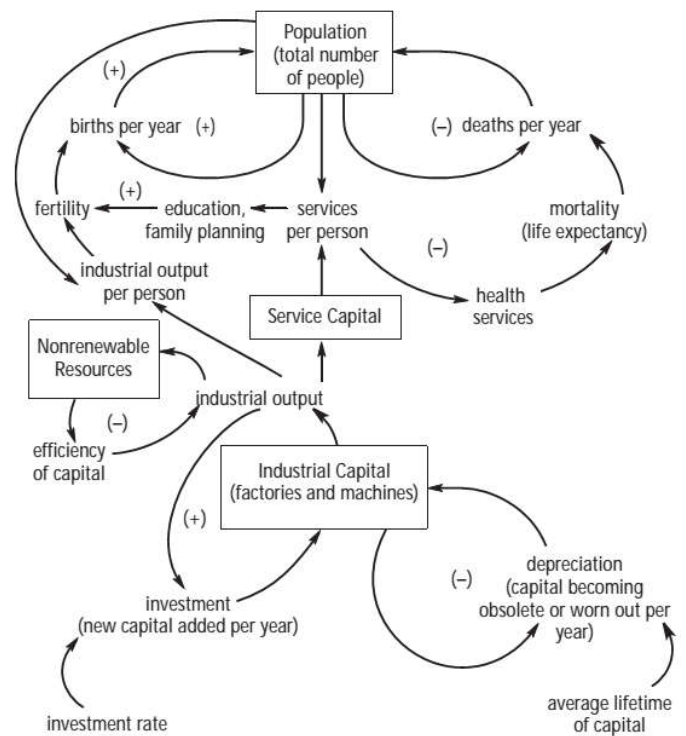 Population
(total number
of people)
(+)
births per year (+)
(–) deaths per year
(+)
fertility
education,
family planning
services
per person
mortality
(life expectancy)
(–)
industrial output
per person
health
services
Service Capital
Nonrenewable
Resources
industrial output
(–)
efficiency
of capital
Industrial Capital
(factories and machines)
(+)
depreciation
(capital becoming
obsolete or worn out per
year)
(–)
investment
(new capital added per year)
average lifetime
of capital
investment rate